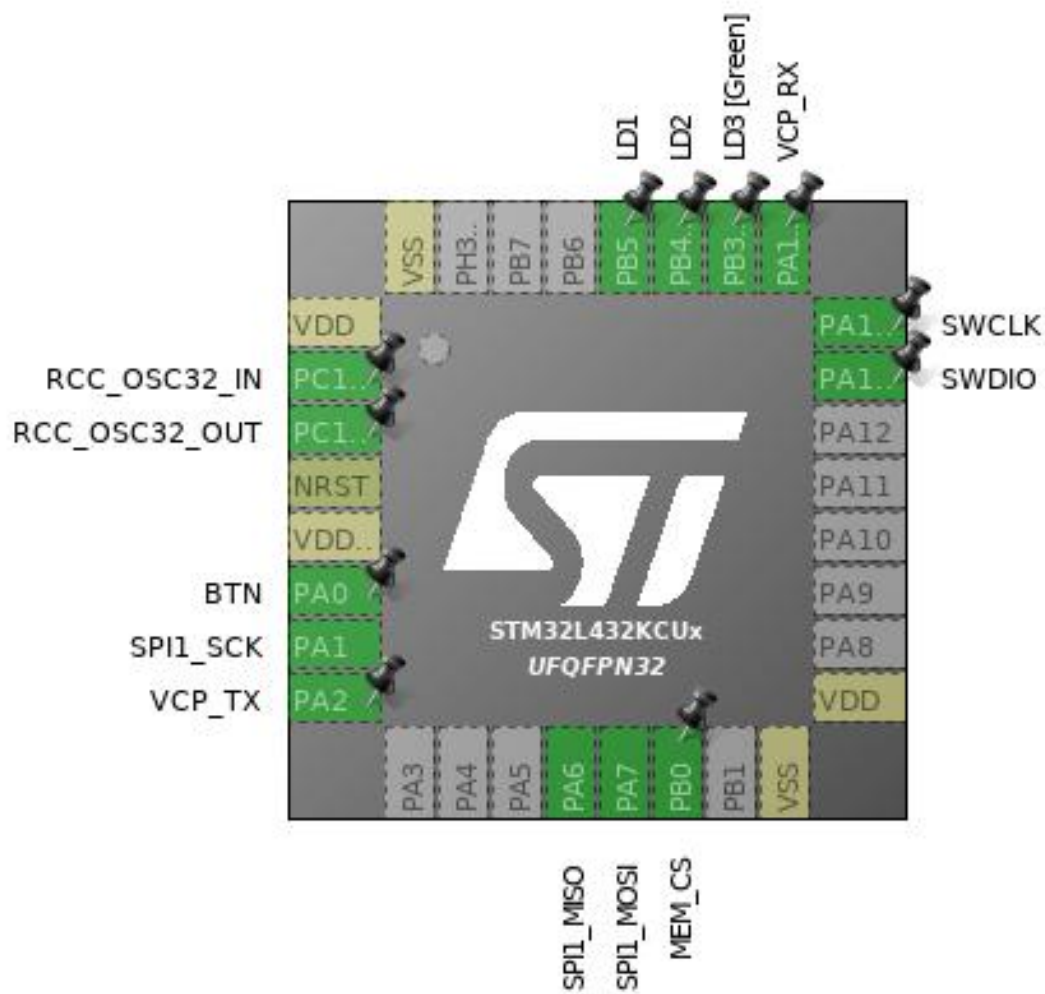 LD1
LD2
LD3 [Green]
VCP_RX
VSS
PH3..
PB7
PB6
PB5
PB4..
PB3..
PA1..
VDD
RCC_OSC32_IN
PC1..
RCC_OSC32_OUT
PC1..
NRST
VDD..
BTN
PA0
SPI1_SCK
PA1
VCP_TX
PA2
PA1..
SWCLK
PA1..
SWDIO
PA12
PA11
PA10
PA9
PA8
VDD
ST
STM32L432KCUx
UFQFPN32
PA3
PA4
PA5
PA6
PA7
PB0
PB1
VSS
SPI1_MISO
SPI1_MOSI
MEM_CS